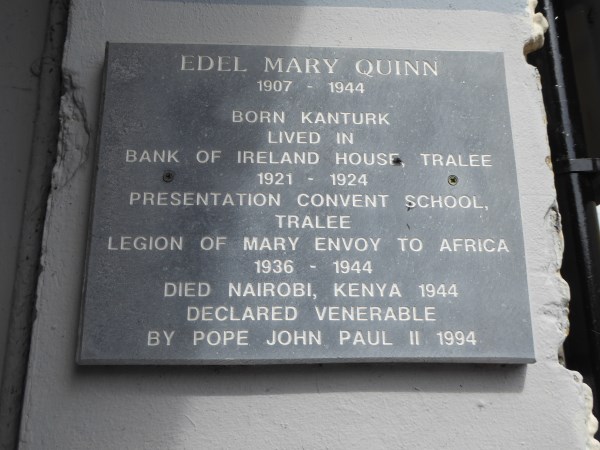 EDEL MARY QUINN
1907 - 1944
BORN KANTURK
LIVED IN
BANK OF IRELAND HOUSE, TRALEE
1921 - 1924
PRESENTATION CONVENT SCHOOL,
TRALEE
LEGION OF MARY ENVOY TO AFRICA
1936 - 1944
DIED NAIROBI, KENYA 1944
DECLARED VENERABLE
BY POPE JOHN PAUL II 1994